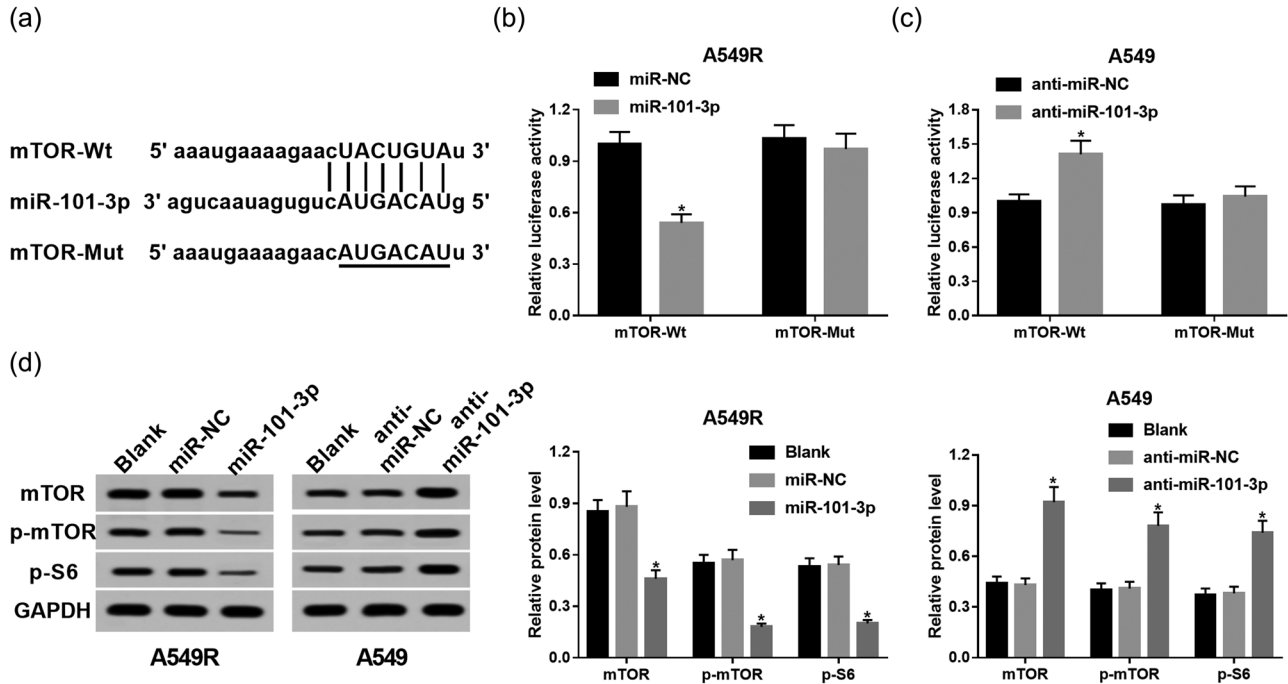 (a)
mTOR-Wt 5' aaaugaaaagaacUACUGUAu 3'
miR-101-3p 3' agucaauagugucAUGACAUg 5'
mTOR-Mut 5' aaaugaaaagaacAUGACAUu 3'
(b)
A549R
miR-NC
miR-101-3p
Relative luciferase activity
1.2
0.9
0.6
0.3
0.0
*
mTOR-Wt
mTOR-Mut
(c)
A549
anti-miR-NC
anti-miR-101-3p
Relative luciferase activity
1.8
1.5
1.2
0.9
0.6
0.3
0.0
*
mTOR-Wt
mTOR-Mut
(d)
Blank
miR-NC
miR-101-3p
Blank
anti-
miR-NC
anti-
miR-101-3p
mTOR
p-mTOR
p-S6
GAPDH
A549R
A549
A549R
Blank
miR-NC
miR-101-3p
Relative protein level
1.2
0.9
0.6
0.3
0.0
*
*
*
mTOR
p-mTOR
p-S6
A549
Blank
anti-miR-NC
anti-miR-101-3p
Relative protein level
1.2
0.9
0.6
0.3
0.0
*
*
*
mTOR
p-mTOR
p-S6